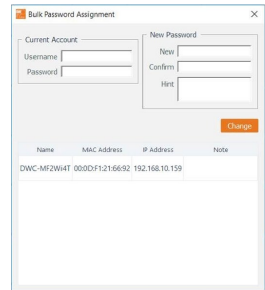 Bulk Password Assignment
Current Account
Username
Password
New Password
New
Confirm
Hint
Change
Name MAC Address IP Address Note
DWC-MF2Wi4T 00:0D:F1:21:66:92 192.168.10.159